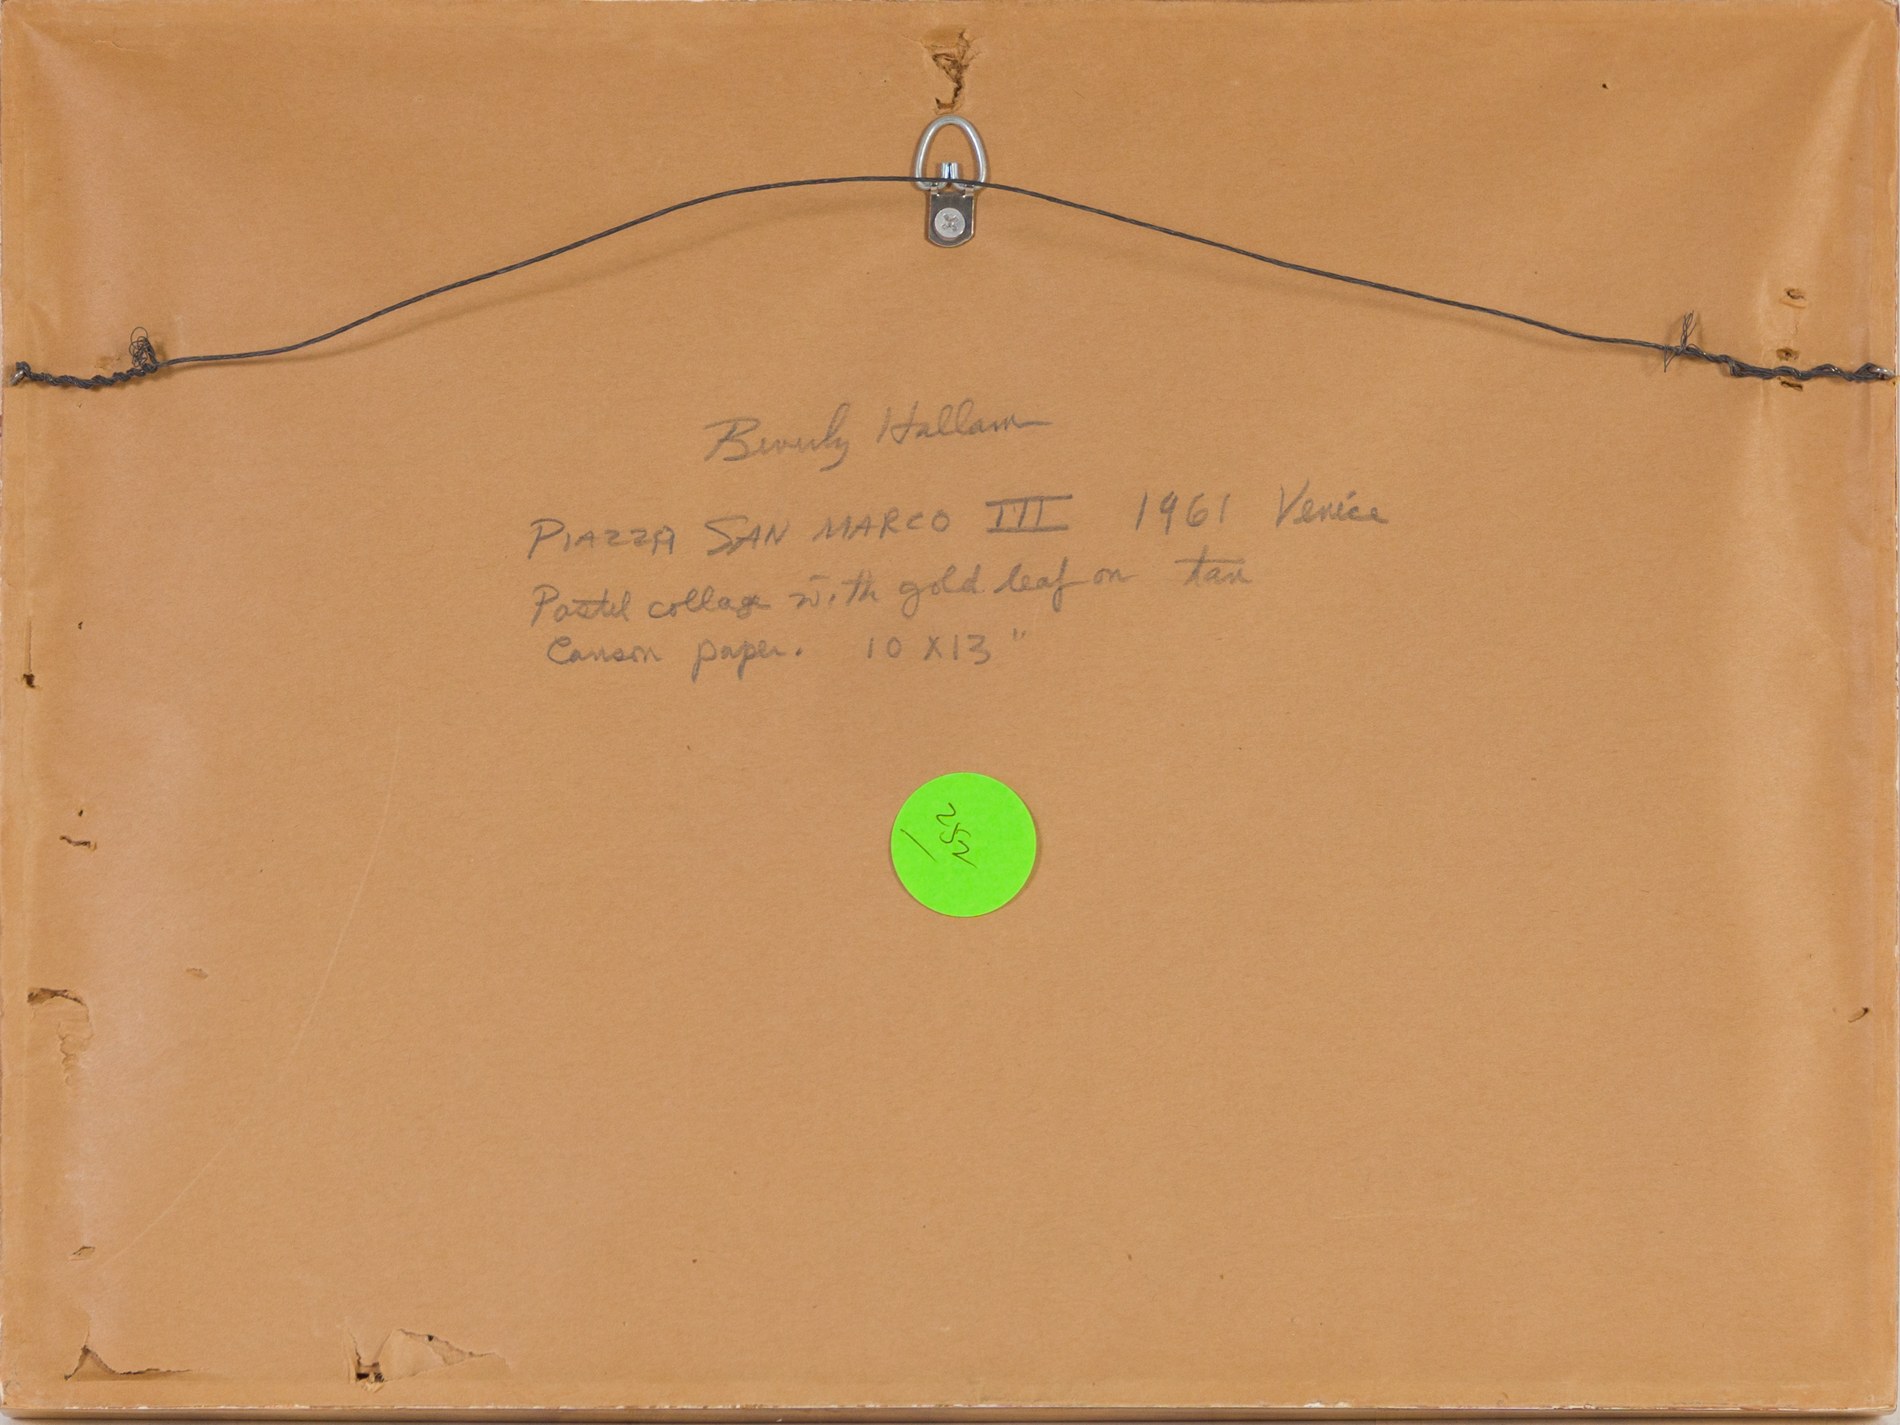 Beverly Hallam
PIAZZA SAN MARCO III 1961 Venice
Pastel collage with gold leaf on tan
Canson paper. 10 X 13"
252